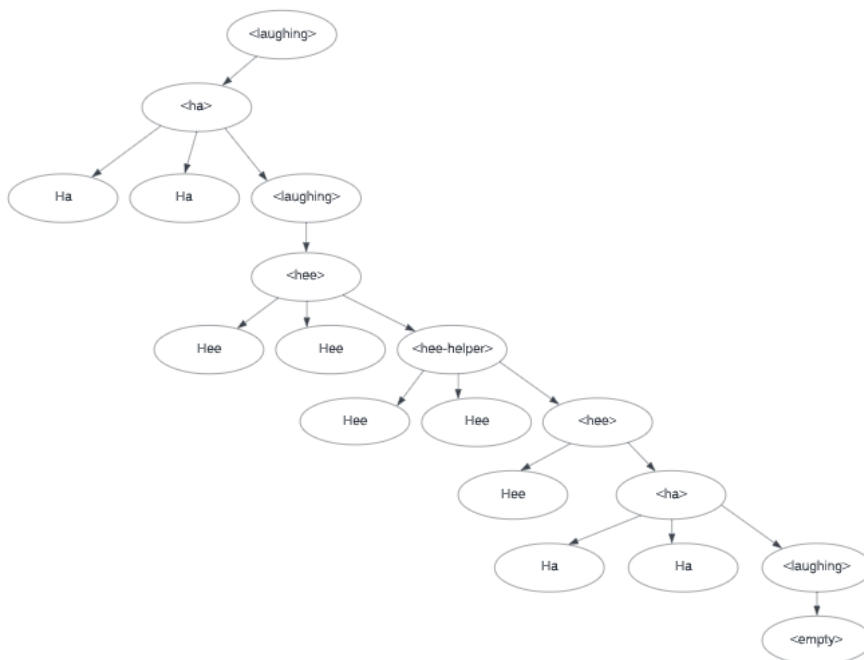 <laughing>
<ha>
Ha
Ha
<laughing>
<hee>
Hee
Hee
<hee-helper>
Hee
Hee
<hee>
Hee
<ha>
Ha
Ha
<laughing>
<empty>